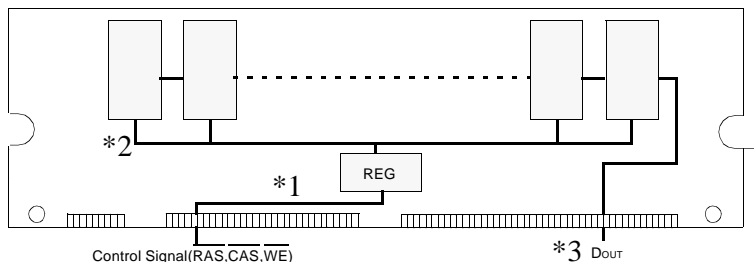 *2
REG
*1
Control Signal(RAS,CAS,WE)
*3 DOUT